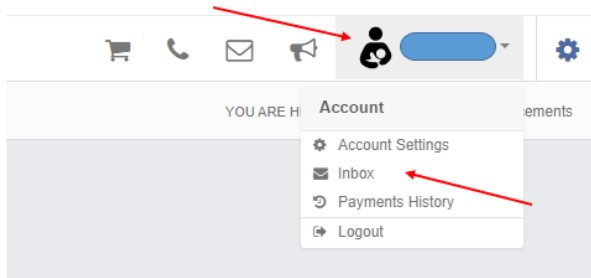 YOU ARE H
Account
ements
Account Settings
Inbox
Payments History
Logout